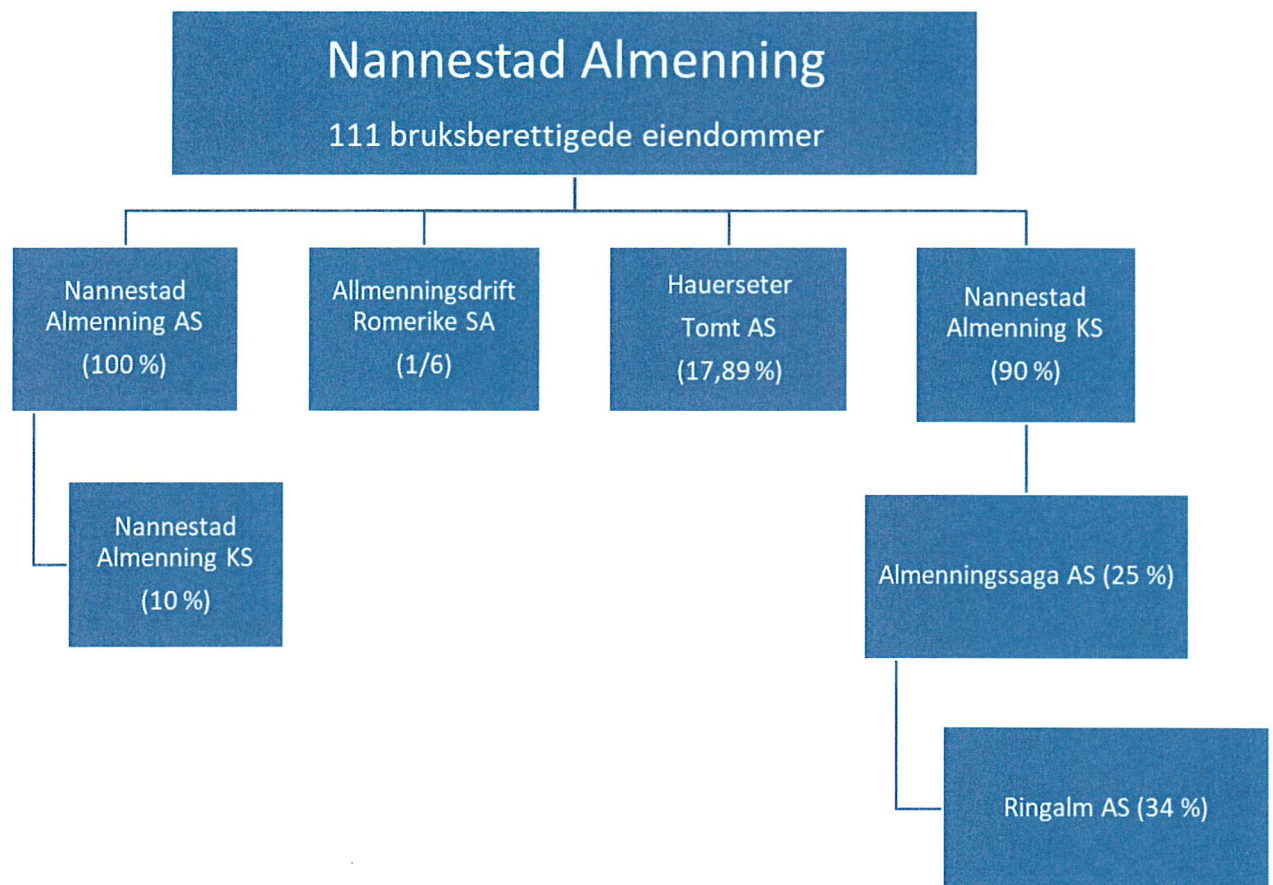 Nannestad Almenning
111 bruksberettigede eiendommer
Nannestad
Almenning AS
(100 %)
Allmenningsdrift
Romerike SA
(1/6)
Hauerseter
Tomt AS
(17,89 %)
Nannestad
Almenning KS
(90 %)
Nannestad
Almenning KS
(10 %)
Almenningssaga AS (25 %)
Ringalm AS (34 %)